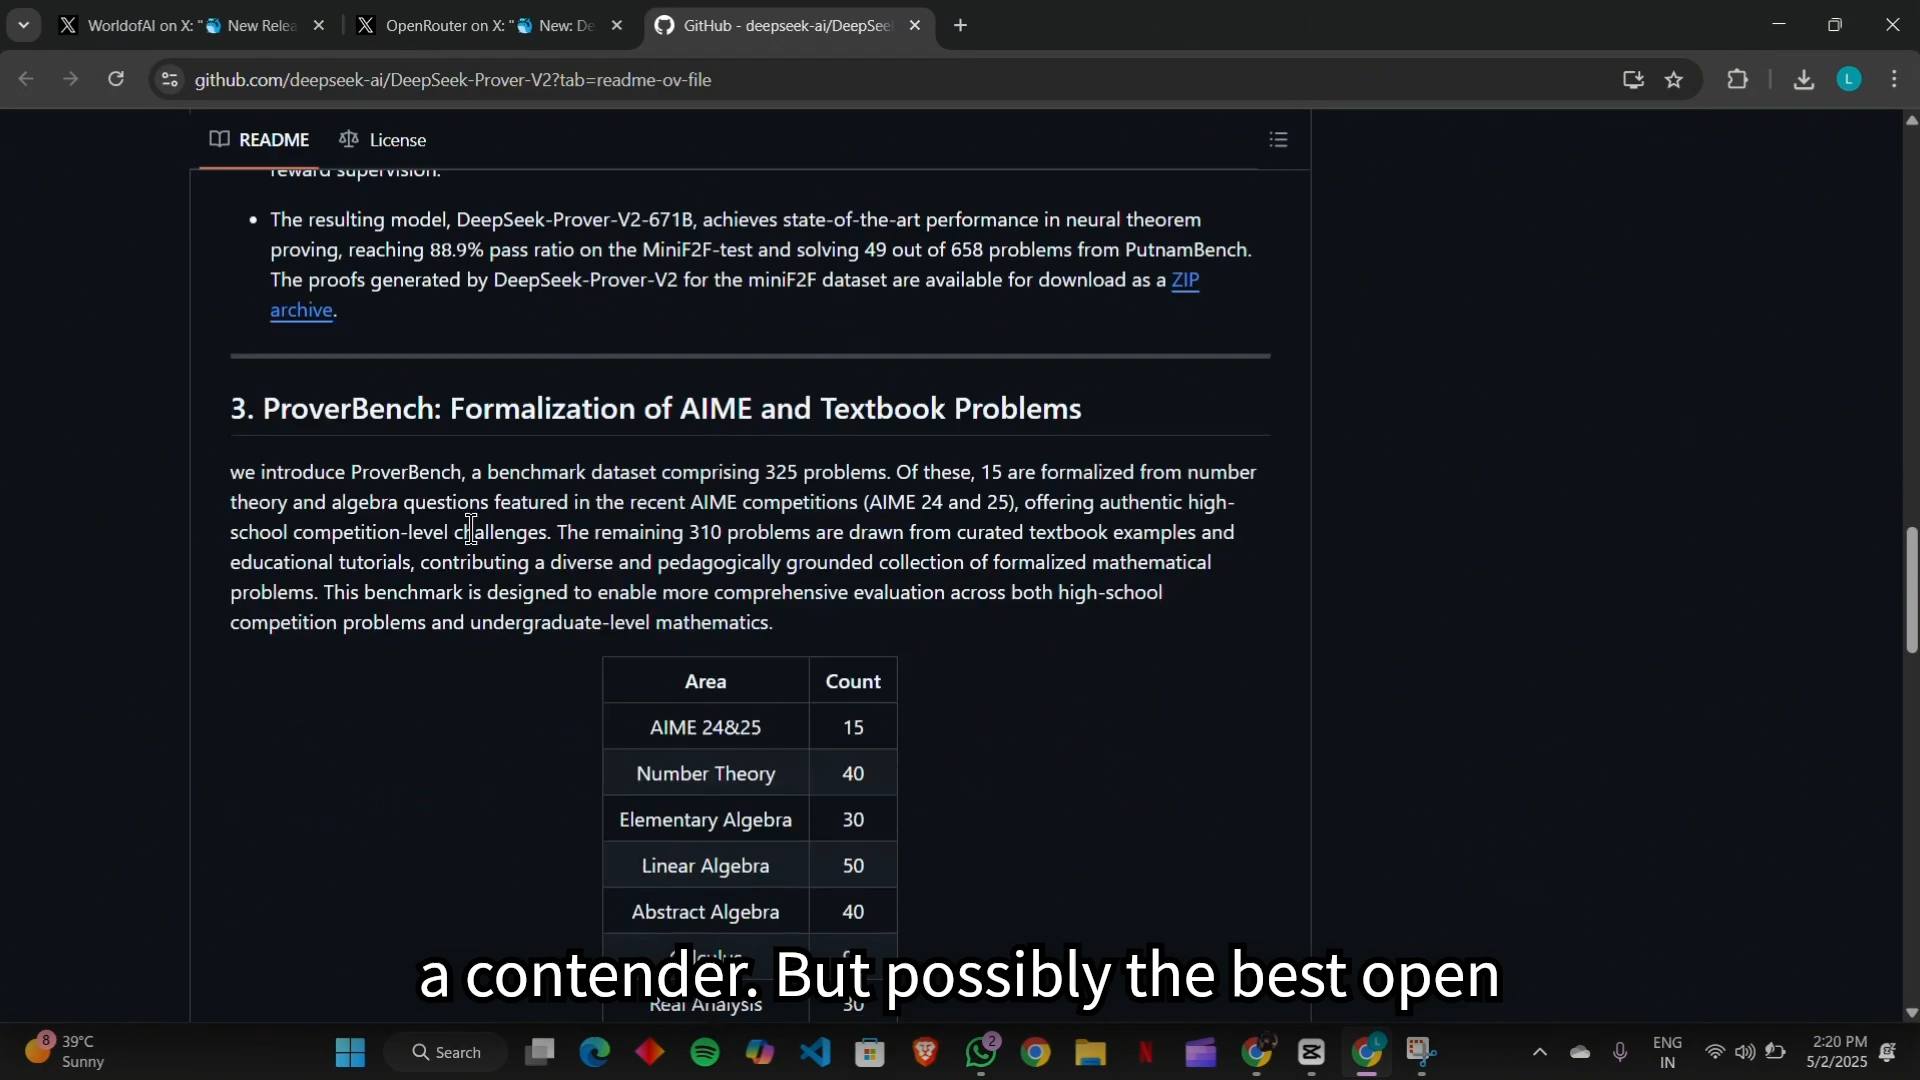 WorldofAI on X: "🐳 New Relea
OpenRouter on X: "🐳 New: De
GitHub - deepseek-ai/DeepSee
github.com/deepseek-ai/DeepSeek-Prover-V2?tab=readme-ov-file
L
README
License
reward supervision.
• The resulting model, DeepSeek-Prover-V2-671B, achieves state-of-the-art performance in neural theorem
proving, reaching 88.9% pass ratio on the MiniF2F-test and solving 49 out of 658 problems from PutnamBench.
The proofs generated by DeepSeek-Prover-V2 for the miniF2F dataset are available for download as a ZIP
archive.
3. ProverBench: Formalization of AIME and Textbook Problems
we introduce ProverBench, a benchmark dataset comprising 325 problems. Of these, 15 are formalized from number
theory and algebra questions featured in the recent AIME competitions (AIME 24 and 25), offering authentic high-
school competition-level challenges. The remaining 310 problems are drawn from curated textbook examples and
educational tutorials, contributing a diverse and pedagogically grounded collection of formalized mathematical
problems. This benchmark is designed to enable more comprehensive evaluation across both high-school
competition problems and undergraduate-level mathematics.
Area Count
AIME 24&25 15
Number Theory 40
Elementary Algebra 30
Linear Algebra 50
Abstract Algebra 40
Calculus
a contender. But possibly the best open
Real Analysis 30
8
39°C
Sunny
Search
2
L
ENG
IN
2:20 PM
5/2/2025